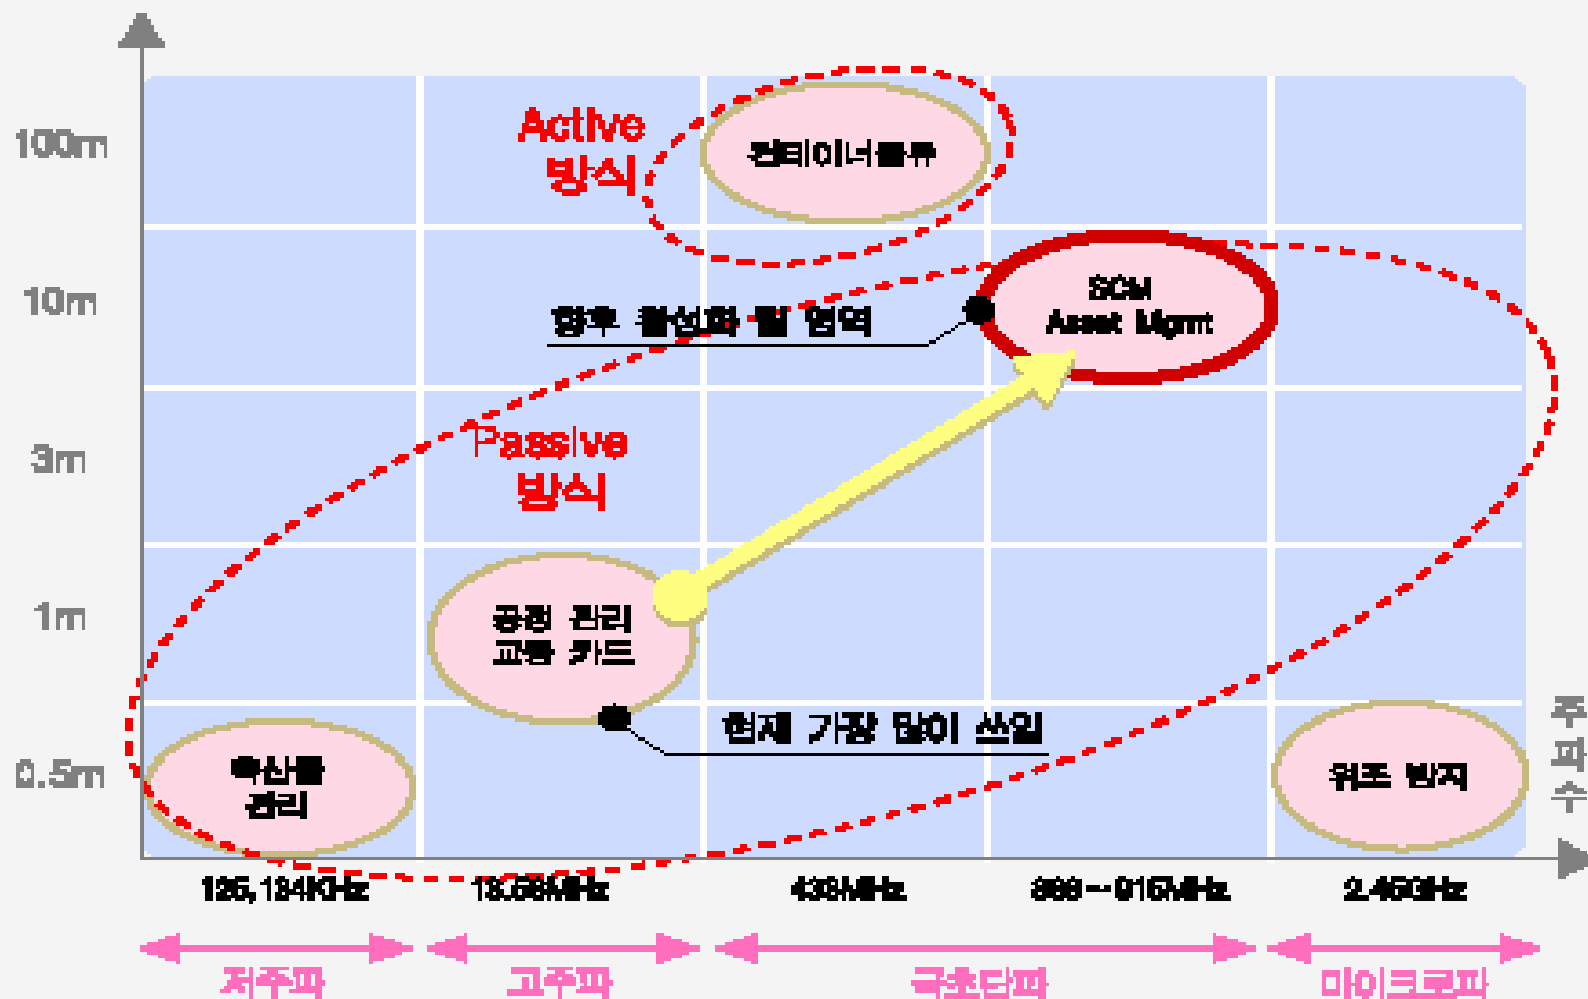 Active
방식
100m
컨테이너물류
10m
SCM
Asset Mgmt
향후 활성화 될 영역
3m
Passive
방식
1m
공정 관리
교통 카드
현재 가장 많이 쓰임
0.5m
축산물
관리
위조 방지
주
파
수
125,134KHz
13.56MHz
433MHz
2.45GHz
저주파
고주파
극초단파
마이크로파